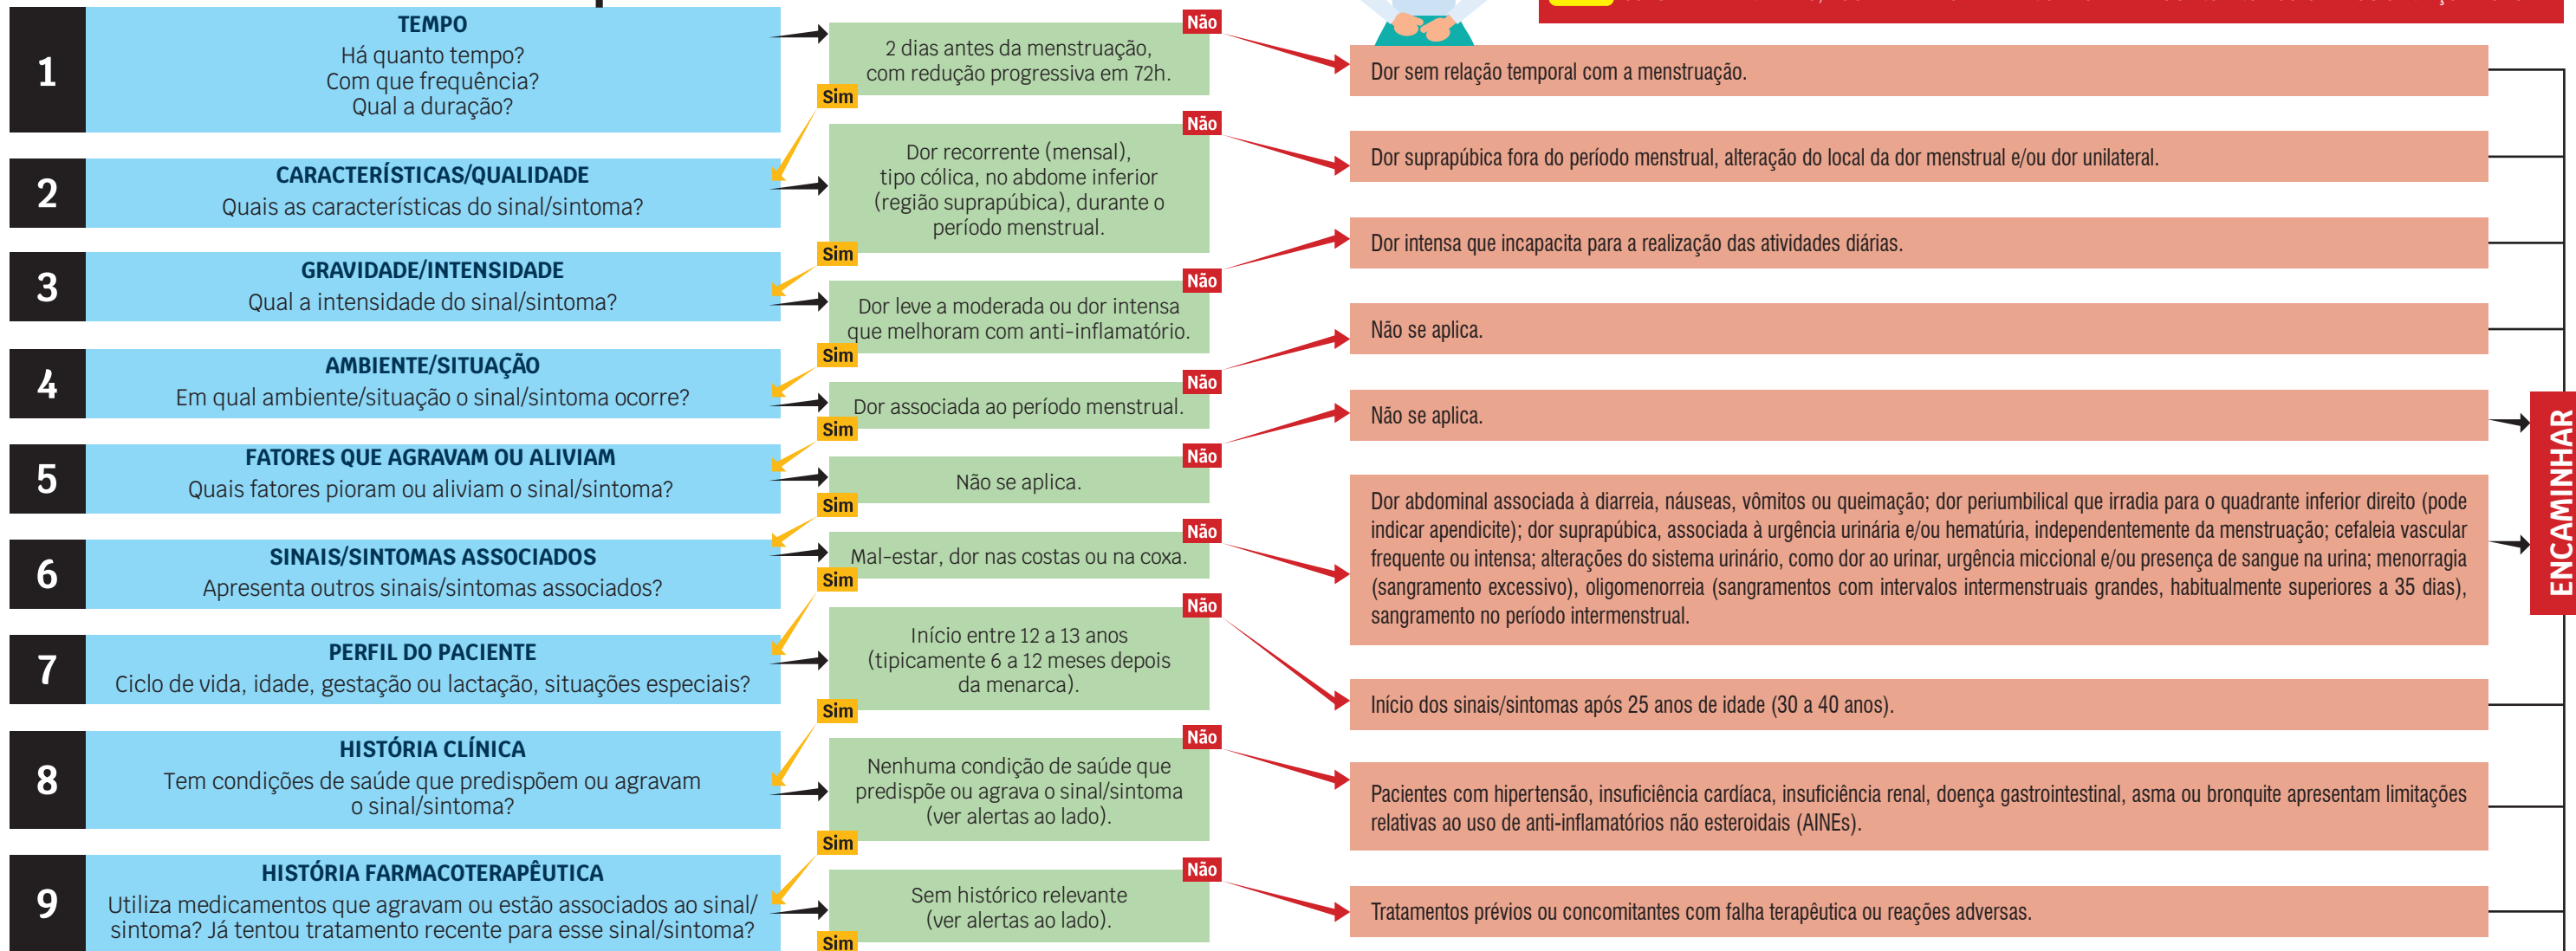 1
TEMPO
Há quanto tempo?
Com que frequência?
Qual a duração?
2 dias antes da menstruação,
com redução progressiva em 72h.
Não
Sim
Dor sem relação temporal com a menstruação.
2
CARACTERÍSTICAS/QUALIDADE
Quais as características do sinal/sintoma?
Dor recorrente (mensal),
tipo cólica, no abdome inferior
(região suprapúbica), durante o
período menstrual.
Não
Sim
Dor suprapúbica fora do período menstrual, alteração do local da dor menstrual e/ou dor unilateral.
3
GRAVIDADE/INTENSIDADE
Qual a intensidade do sinal/sintoma?
Dor leve a moderada ou dor intensa
que melhoram com anti-inflamatório.
Não
Sim
Dor intensa que incapacita para a realização das atividades diárias.
4
AMBIENTE/SITUAÇÃO
Em qual ambiente/situação o sinal/sintoma ocorre?
Dor associada ao período menstrual.
Não
Sim
Não se aplica.
5
FATORES QUE AGRAVAM OU ALIVIAM
Quais fatores pioram ou aliviam o sinal/sintoma?
Não se aplica.
Não
Sim
Não se aplica.
6
SINAIS/SINTOMAS ASSOCIADOS
Apresenta outros sinais/sintomas associados?
Mal-estar, dor nas costas ou na coxa.
Não
Sim
Dor abdominal associada à diarreia, náuseas, vômitos ou queimação; dor periumbilical que irradia para o quadrante inferior direito (pode
indicar apendicite); dor suprapúbica, associada à urgência urinária e/ou hematúria, independentemente da menstruação; cefaleia vascular
frequente ou intensa; alterações do sistema urinário, como dor ao urinar, urgência miccional e/ou presença de sangue na urina; menorragia
(sangramento excessivo), oligomenorreia (sangramentos com intervalos intermenstruais grandes, habitualmente superiores a 35 dias),
sangramento no período intermenstrual.
7
PERFIL DO PACIENTE
Ciclo de vida, idade, gestação ou lactação, situações especiais?
Início entre 12 a 13 anos
(tipicamente 6 a 12 meses depois
da menarca).
Não
Sim
Início dos sinais/sintomas após 25 anos de idade (30 a 40 anos).
8
HISTÓRIA CLÍNICA
Tem condições de saúde que predispõem ou agravam
o sinal/sintoma?
Nenhuma condição de saúde que
predispõe ou agrava o sinal/sintoma
(ver alertas ao lado).
Não
Sim
Pacientes com hipertensão, insuficiência cardíaca, insuficiência renal, doença gastrointestinal, asma ou bronquite apresentam limitações
relativas ao uso de anti-inflamatórios não esteroidais (AINEs).
9
HISTÓRIA FARMACOTERAPÊUTICA
Utiliza medicamentos que agravam ou estão associados ao sinal/
sintoma? Já tentou tratamento recente para esse sinal/sintoma?
Sem histórico relevante
(ver alertas ao lado).
Não
Sim
Tratamentos prévios ou concomitantes com falha terapêutica ou reações adversas.
ENCAMINHAR